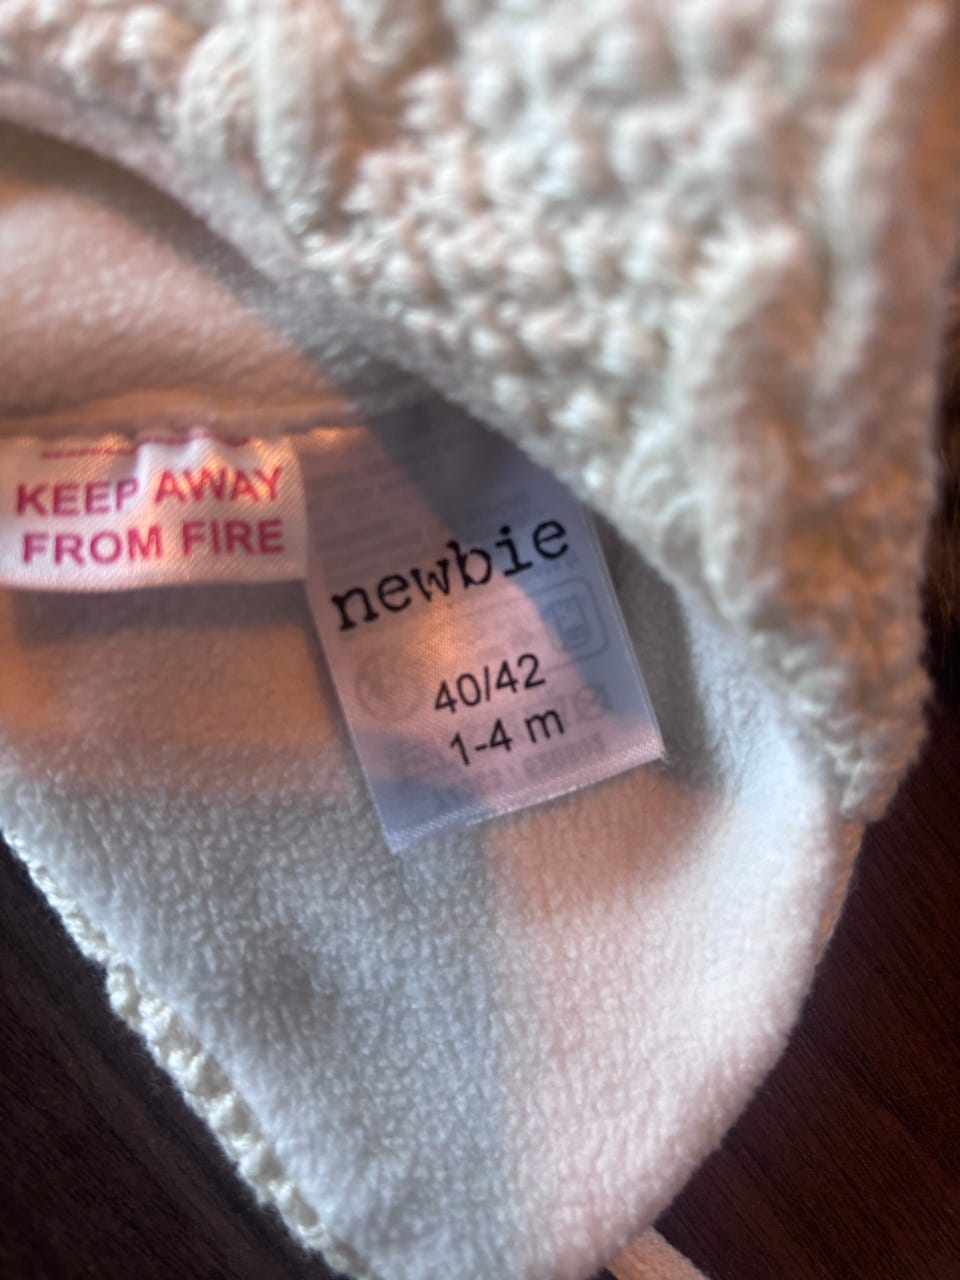 KEEP AWAY
FROM FIRE
newbie
40/42
1-4 m